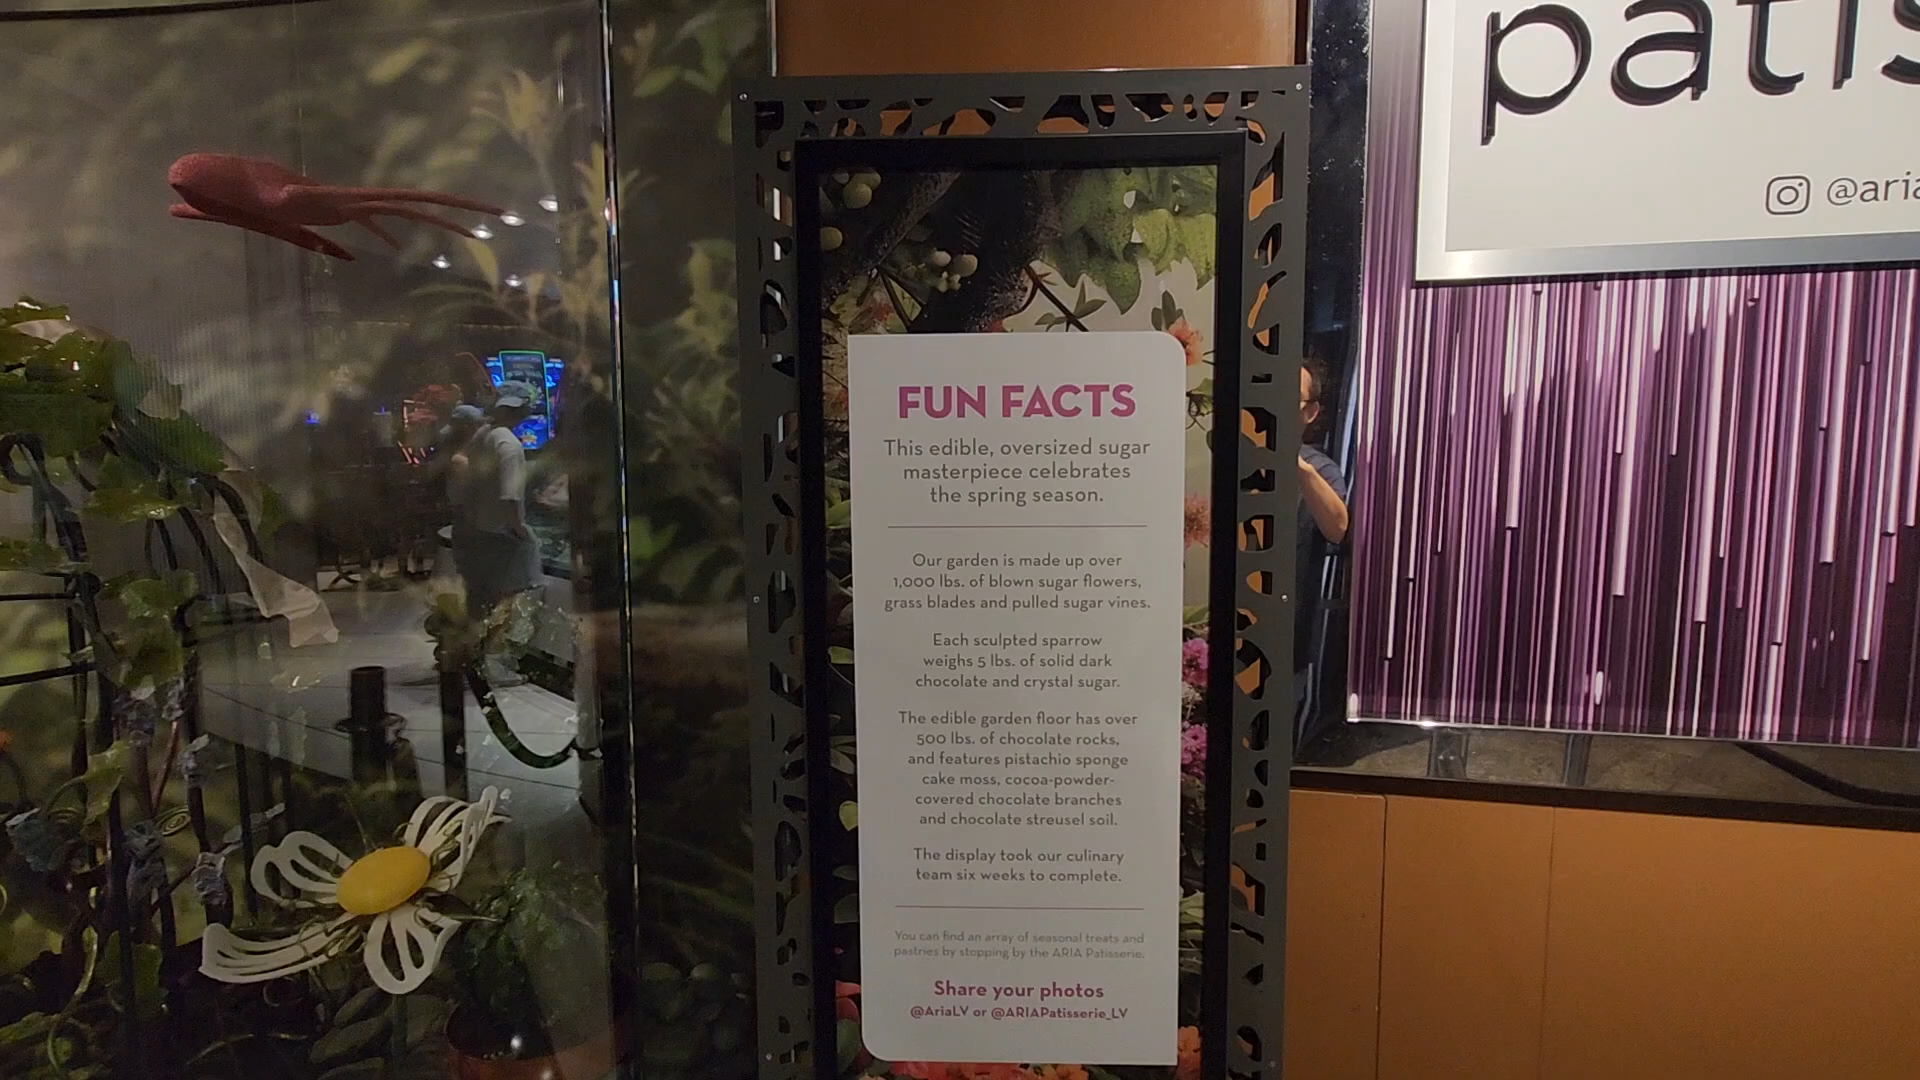 patis
@aria
FUN FACTS
This edible, oversized sugar
masterpiece celebrates
the spring season.
Our garden is made up over
1,000 lbs. of blown sugar flowers,
grass blades and pulled sugar vines.
Each sculpted sparrow
weighs 5 lbs. of solid dark
chocolate and crystal sugar.
The edible garden floor has over
500 lbs. of chocolate rocks,
and features pistachio sponge
cake moss, cocoa-powder-
covered chocolate branches
and chocolate streusel soil.
The display took our culinary
team six weeks to complete.
You can find an array of seasonal treats and
pastries by stopping by the ARIA Patisserie.
Share your photos
@AriaLV or @ARIAPatisserie_LV